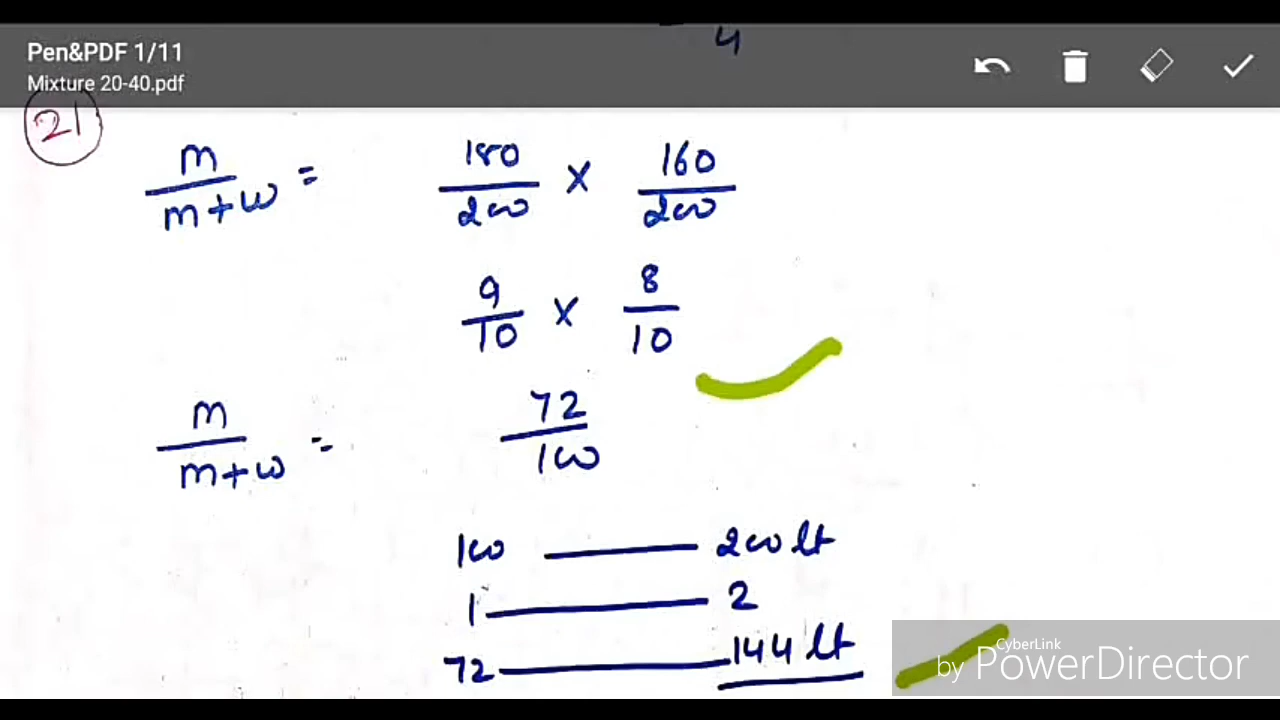 4
Pen&PDF 1/11
Mixture 20-40.pdf
21
m/m+w = 180/200 × 160/200
9/10 × 8/10
m/m+w = 72/100
100 — 200 lt
1 — 2
72 — 144 lt
CyberLink
by PowerDirector